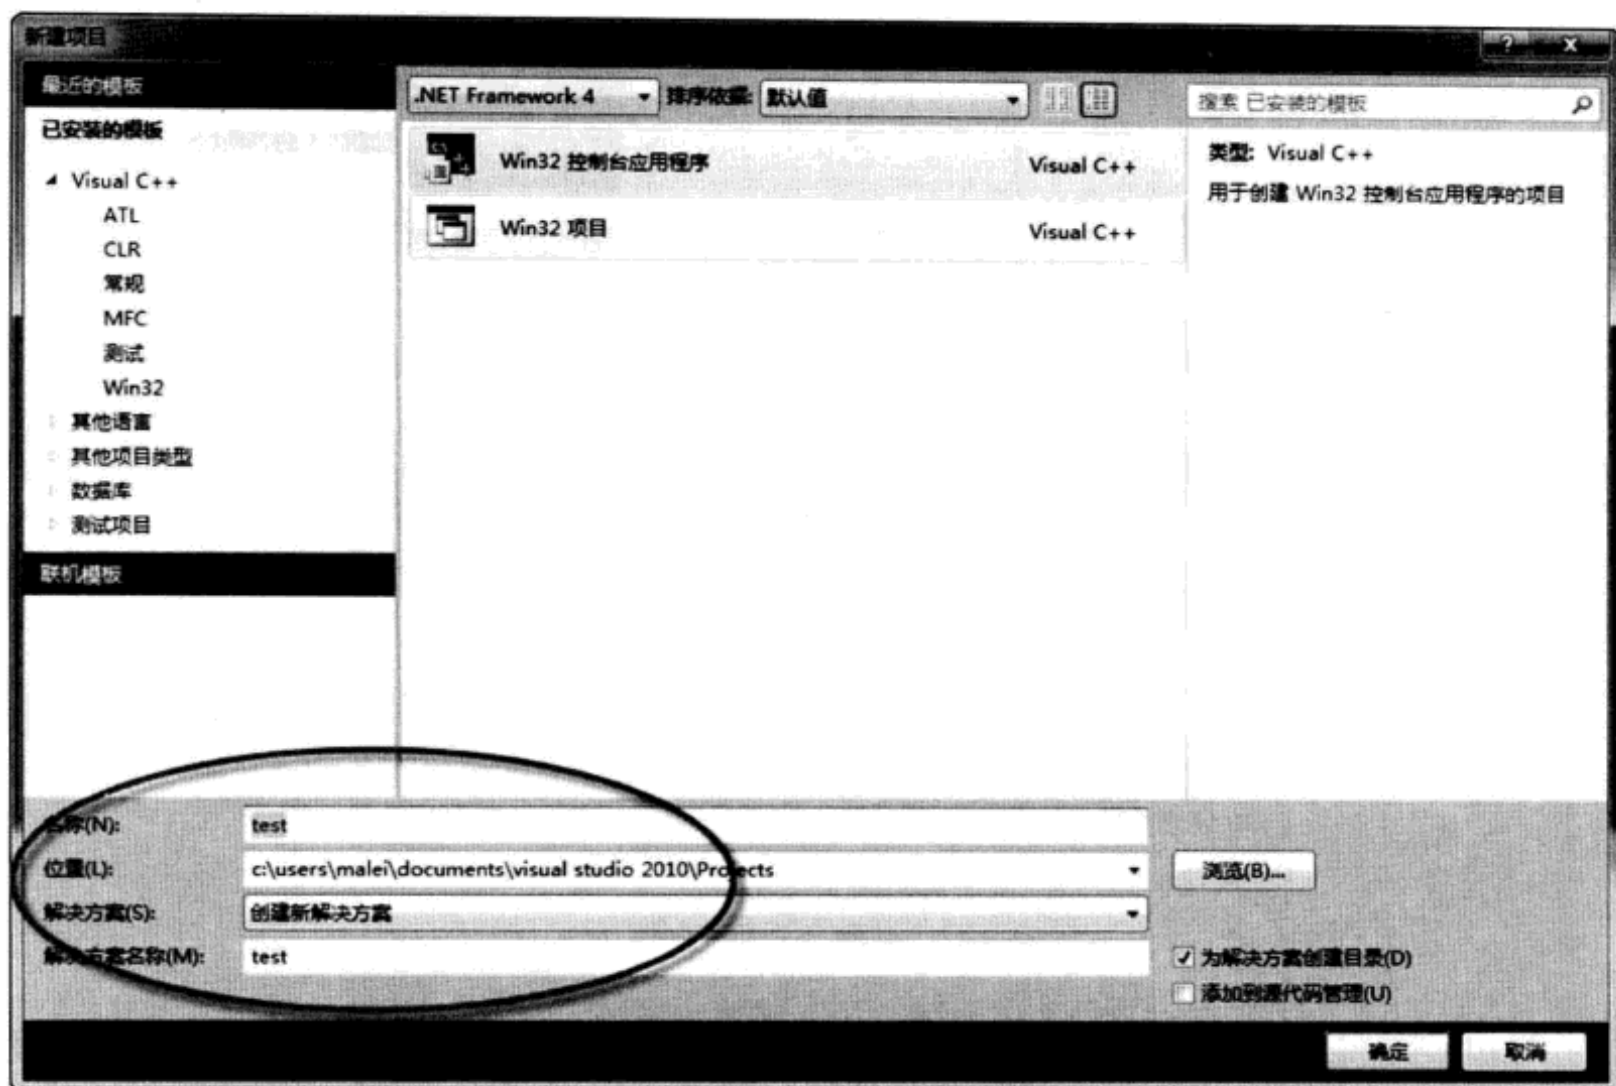 新建项目
最近的模板
已安装的模板
Visual C++
ATL
CLR
常规
MFC
测试
Win32
其他语言
其他项目类型
数据库
测试项目
联机模板
.NET Framework 4 排序依据: 默认值
Win32 控制台应用程序 Visual C++
Win32 项目 Visual C++
搜索 已安装的模板
类型: Visual C++
用于创建 Win32 控制台应用程序的项目
名称(N): test
位置(L): c:\users\malei\documents\visual studio 2010\Projects 浏览(B)...
解决方案(S): 创建新解决方案
解决方案名称(M): test
为解决方案创建目录(D)
添加到源代码管理(U)
确定 取消